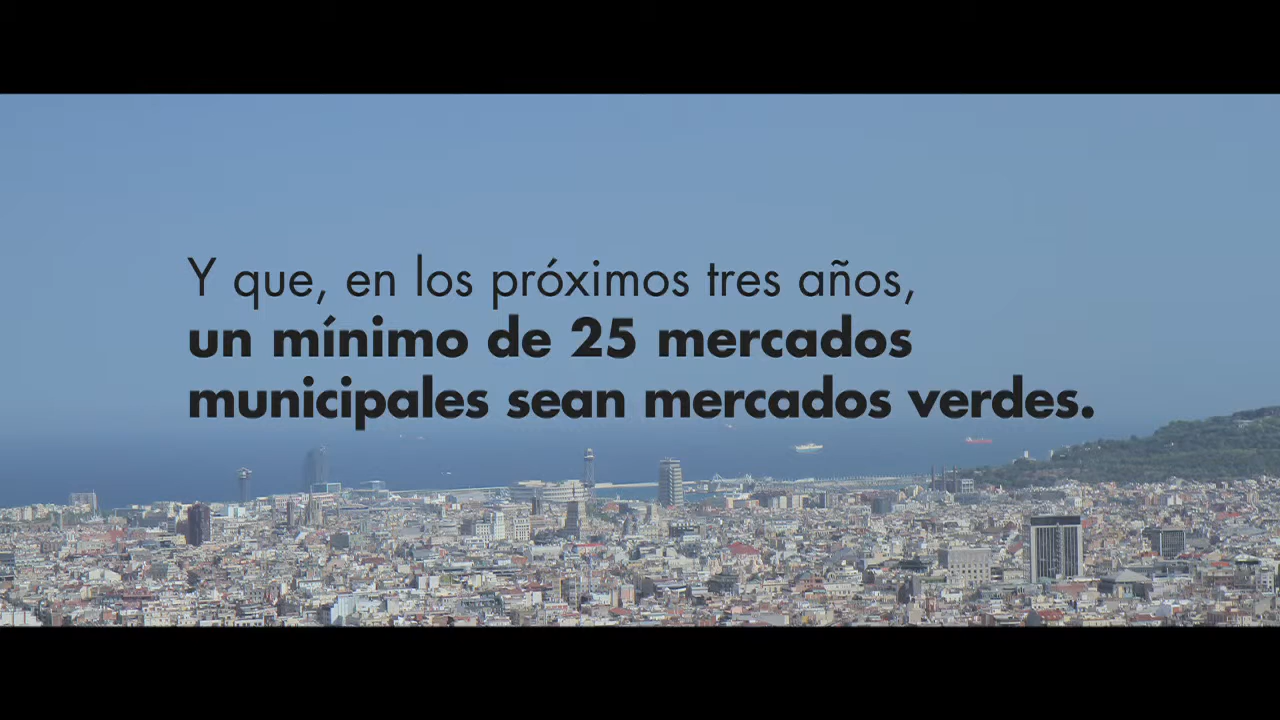 Y que, en los próximos tres años,
un mínimo de 25 mercados
municipales sean mercados verdes.